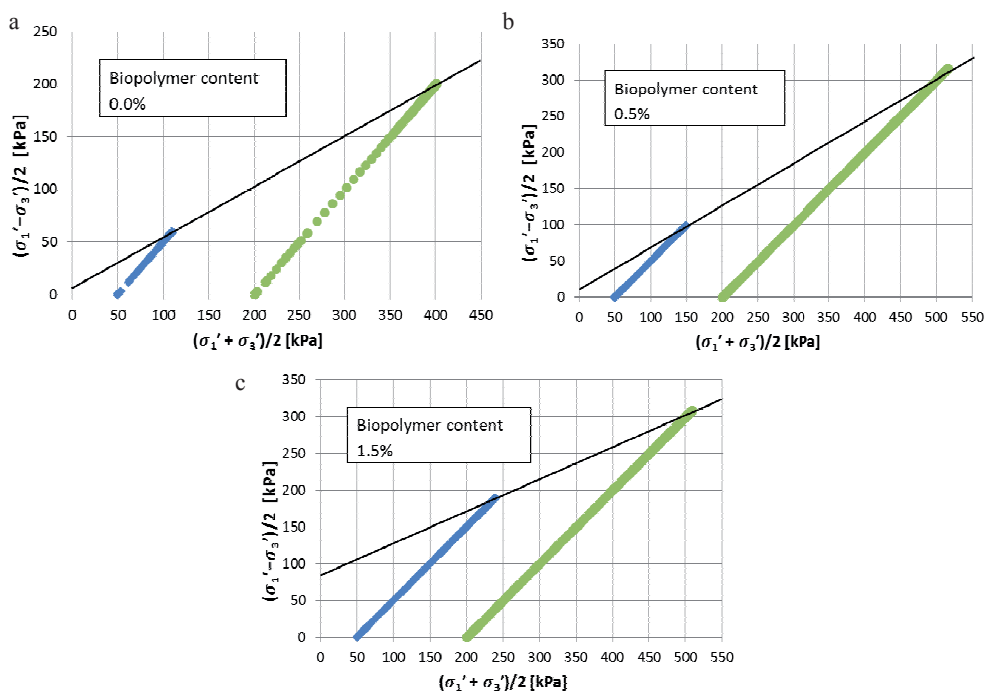 a
250
200
150
100
50
0
0 50 100 150 200 250 300 350 400 450
(σ₁′−σ₃′)/2 [kPa]
(σ₁′ + σ₃′)/2 [kPa]
Biopolymer content
0.0%
b
350
300
250
200
150
100
50
0
0 50 100 150 200 250 300 350 400 450 500 550
(σ₁′−σ₃′)/2 [kPa]
(σ₁′ + σ₃′)/2 [kPa]
Biopolymer content
0.5%
c
350
300
250
200
150
100
50
0
0 50 100 150 200 250 300 350 400 450 500 550
(σ₁′−σ₃′)/2 [kPa]
(σ₁′ + σ₃′)/2 [kPa]
Biopolymer content
1.5%